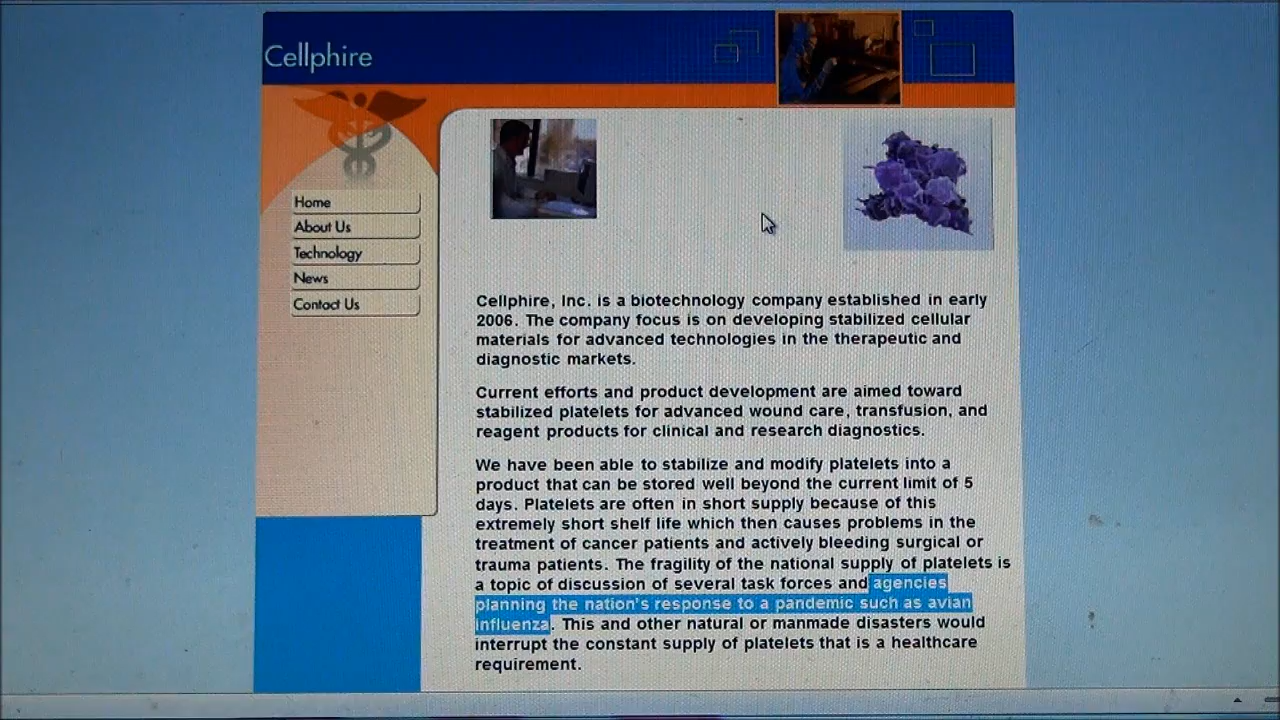 Cellphire
Home
About Us
Technology
News
Contact Us
Cellphire, Inc. is a biotechnology company established in early
2006. The company focus is on developing stabilized cellular
materials for advanced technologies in the therapeutic and
diagnostic markets.
Current efforts and product development are aimed toward
stabilized platelets for advanced wound care, transfusion, and
reagent products for clinical and research diagnostics.
We have been able to stabilize and modify platelets into a
product that can be stored well beyond the current limit of 5
days. Platelets are often in short supply because of this
extremely short shelf life which then causes problems in the
treatment of cancer patients and actively bleeding surgical or
trauma patients. The fragility of the national supply of platelets is
a topic of discussion of several task forces and agencies
planning the nation's response to a pandemic such as avian
influenza. This and other natural or manmade disasters would
interrupt the constant supply of platelets that is a healthcare
requirement.